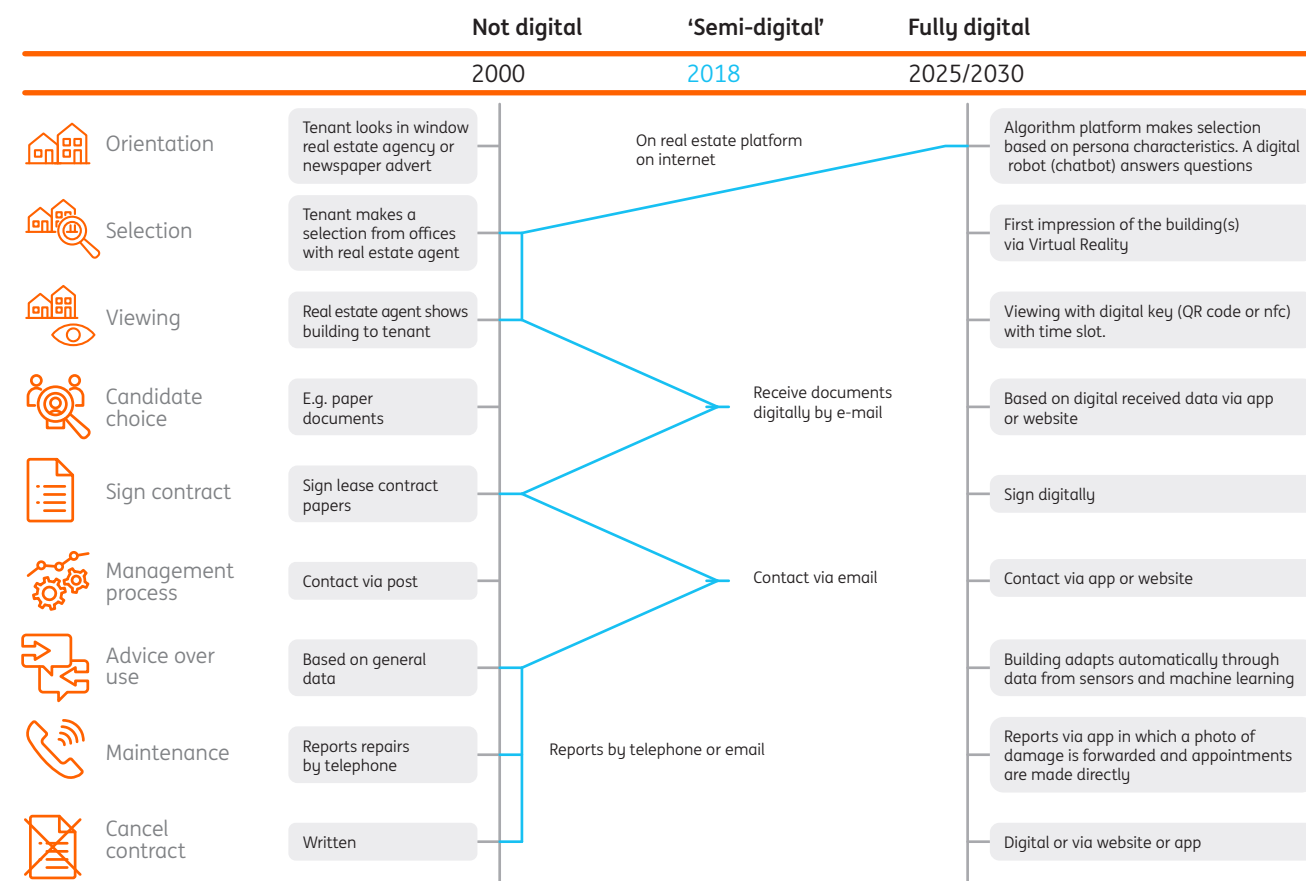 Not digital
‘Semi-digital’
Fully digital
2000
2018
2025/2030
Orientation
Tenant looks in window
real estate agency or
newspaper advert
On real estate platform
on internet
Algorithm platform makes selection
based on persona characteristics. A digital
robot (chatbot) answers questions
Selection
Tenant makes a
selection from offices
with real estate agent
First impression of the building(s)
via Virtual Reality
Viewing
Real estate agent shows
building to tenant
Viewing with digital key (QR code or nfc)
with time slot.
Candidate
choice
E.g. paper
documents
Receive documents
digitally by e-mail
Based on digital received data via app
or website
Sign contract
Sign lease contract
papers
Sign digitally
Management
process
Contact via post
Contact via email
Contact via app or website
Advice over
use
Based on general
data
Building adapts automatically through
data from sensors and machine learning
Maintenance
Reports repairs
by telephone
Reports by telephone or email
Reports via app in which a photo of
damage is forwarded and appointments
are made directly
Cancel
contract
Written
Digital or via website or app